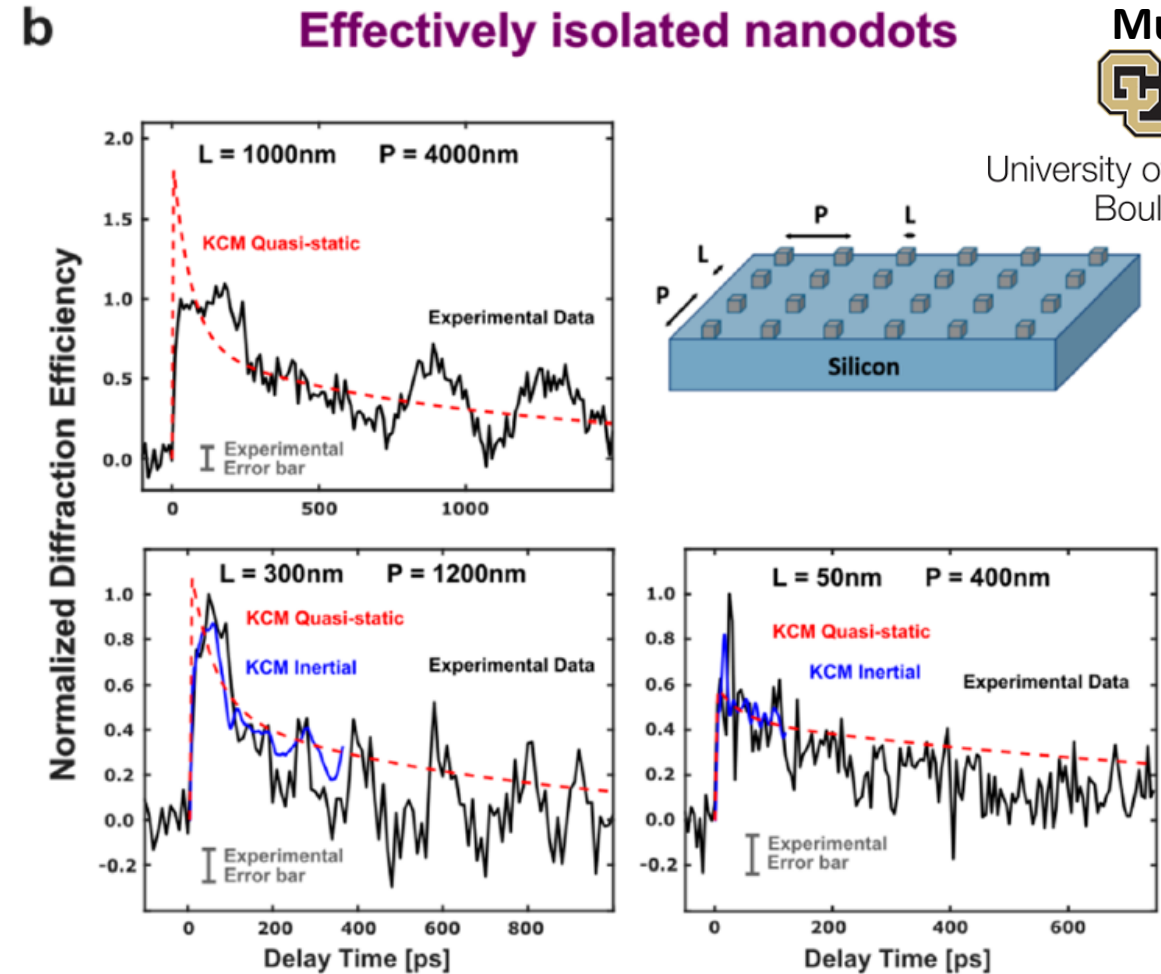 b
Effectively isolated nanodots
Mu
University o
Boul
Normalized Diffraction Efficiency
2.0
1.5
1.0
0.5
0.0
L = 1000nm P = 4000nm
KCM Quasi-static
Experimental Data
Experimental
Error bar
0 500 1000
P L
L
P
Silicon
1.0
0.8
0.6
0.4
0.2
0.0
-0.2
L = 300nm P = 1200nm
KCM Quasi-static
KCM Inertial
Experimental Data
Experimental
Error bar
0 200 400 600 800
Delay Time [ps]
1.0
0.8
0.6
0.4
0.2
0.0
-0.2
L = 50nm P = 400nm
KCM Quasi-static
KCM Inertial
Experimental Data
Experimental
Error bar
0 200 400 600
Delay Time [ps]